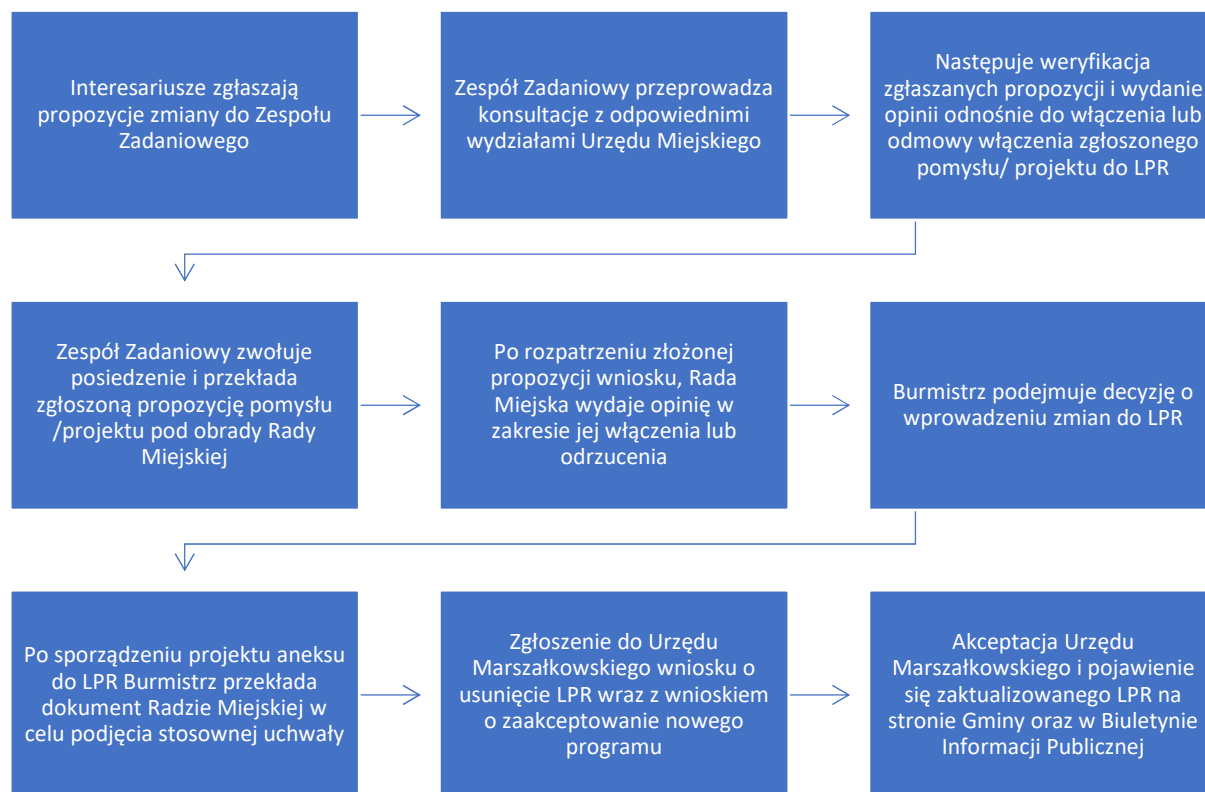 Interesariusze zgłaszają
propozycje zmiany do Zespołu
Zadaniowego
Zespół Zadaniowy przeprowadza
konsultacje z odpowiednimi
wydziałami Urzędu Miejskiego
Następuje weryfikacja
zgłaszanych propozycji i wydanie
opinii odnośnie do włączenia lub
odmowy włączenia zgłoszonego
pomysłu/ projektu do LPR
Zespół Zadaniowy zwołuje
posiedzenie i przekłada
zgłoszoną propozycję pomysłu
/projektu pod obrady Rady
Miejskiej
Po rozpatrzeniu złożonej
propozycji wniosku, Rada
Miejska wydaje opinię w
zakresie jej włączenia lub
odrzucenia
Burmistrz podejmuje decyzję o
wprowadzeniu zmian do LPR
Po sporządzeniu projektu aneksu
do LPR Burmistrz przekłada
dokument Radzie Miejskiej w
celu podjęcia stosownej uchwały
Zgłoszenie do Urzędu
Marszałkowskiego wniosku o
usunięcie LPR wraz z wnioskiem
o zaakceptowanie nowego
programu
Akceptacja Urzędu
Marszałkowskiego i pojawienie
się zaktualizowanego LPR na
stronie Gminy oraz w Biuletynie
Informacji Publicznej